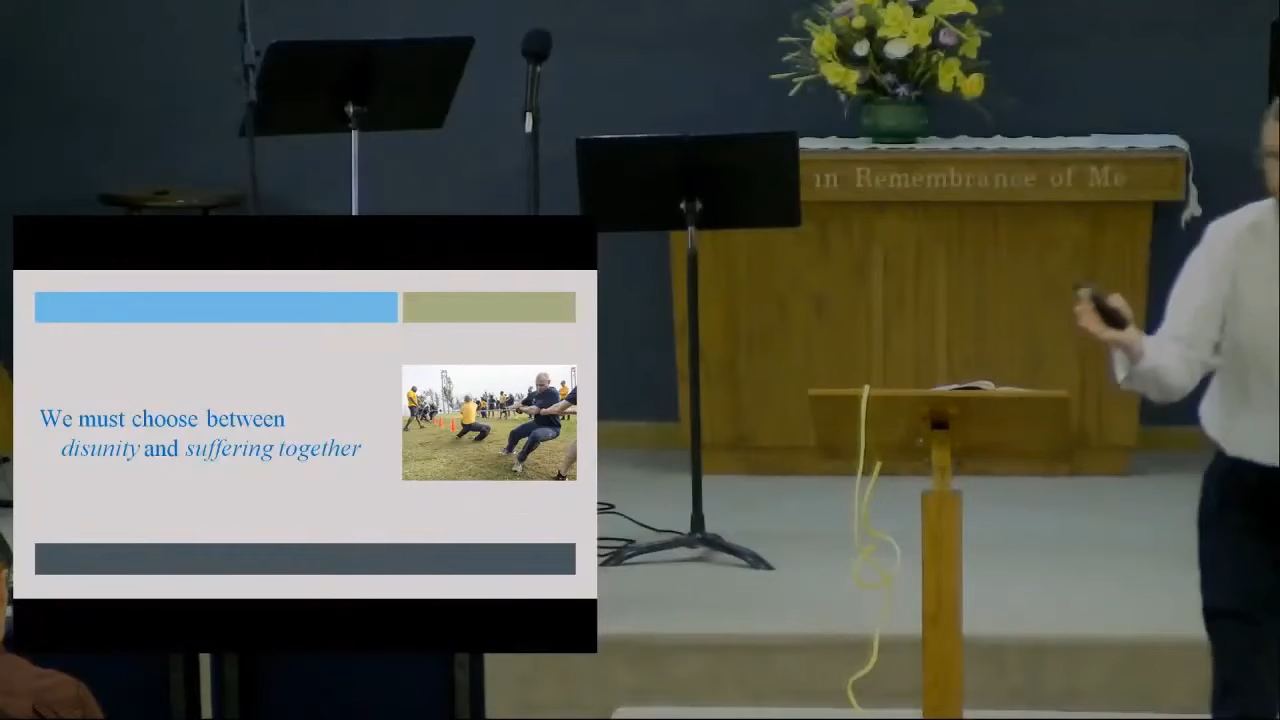 in Remembrance of Me
We must choose between
disunity and suffering together